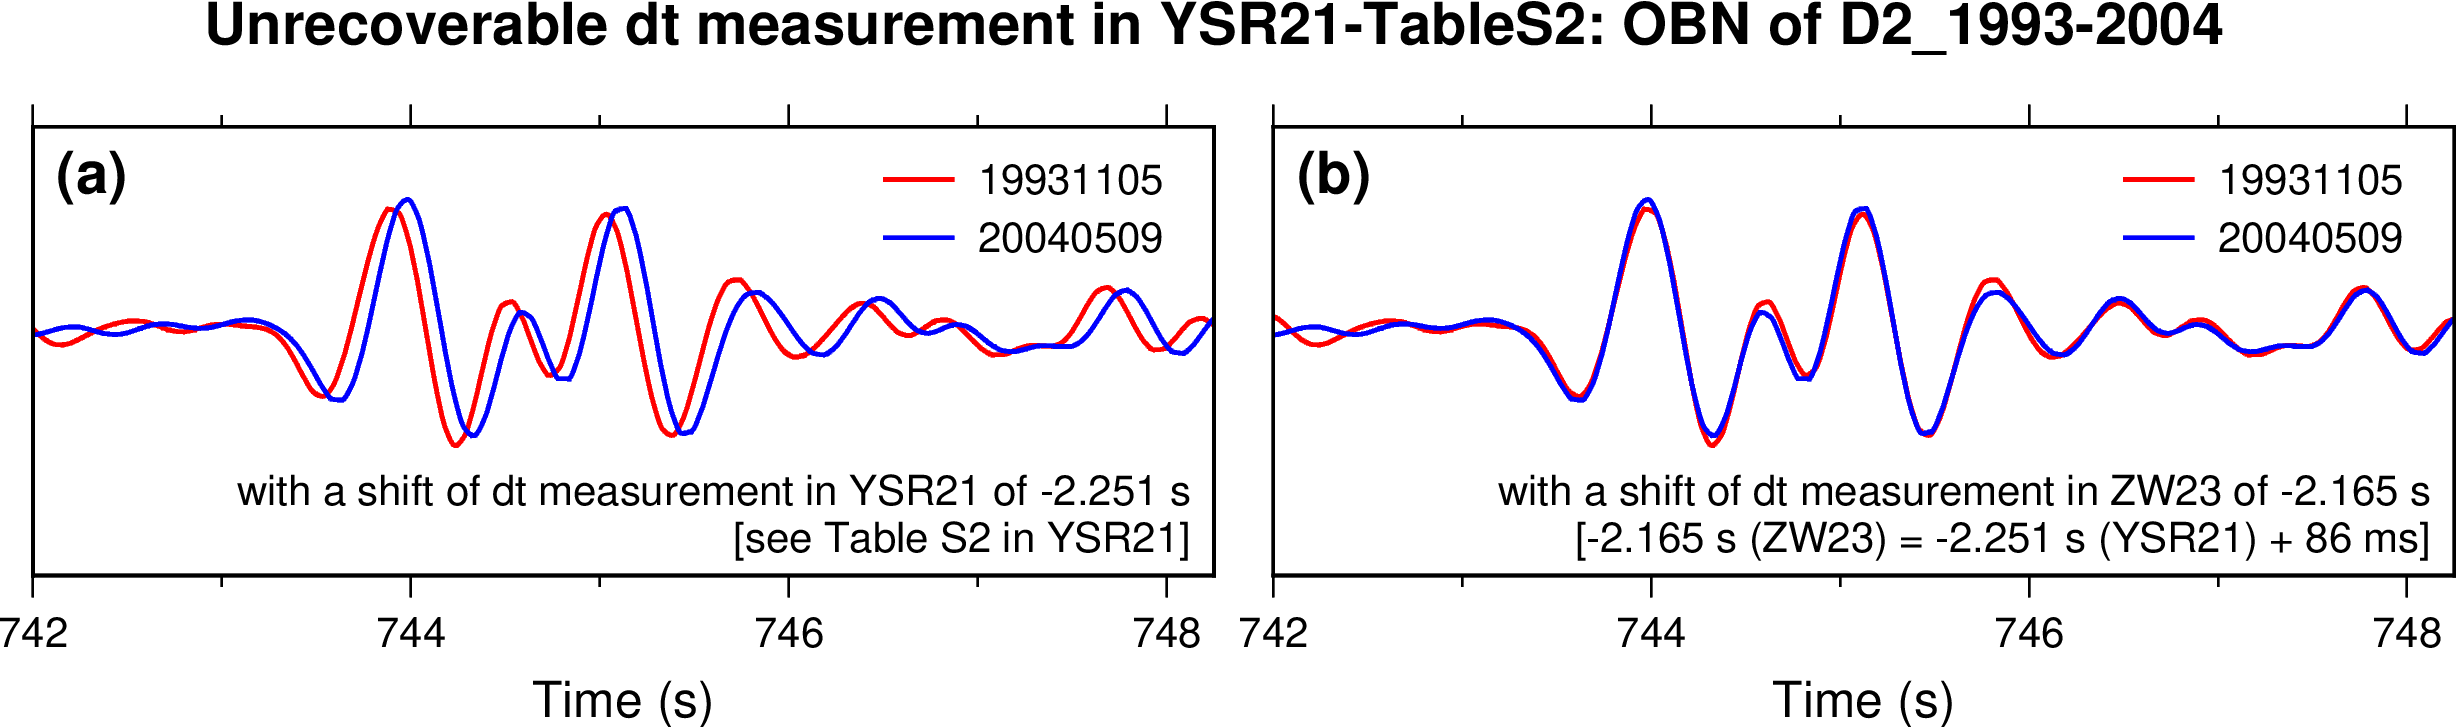 Unrecoverable dt measurement in YSR21-TableS2: OBN of D2_1993-2004
(a)
19931105
20040509
with a shift of dt measurement in YSR21 of -2.251 s
[see Table S2 in YSR21]
742 744 746 748
Time (s)
(b)
19931105
20040509
with a shift of dt measurement in ZW23 of -2.165 s
[-2.165 s (ZW23) = -2.251 s (YSR21) + 86 ms]
742 744 746 748
Time (s)